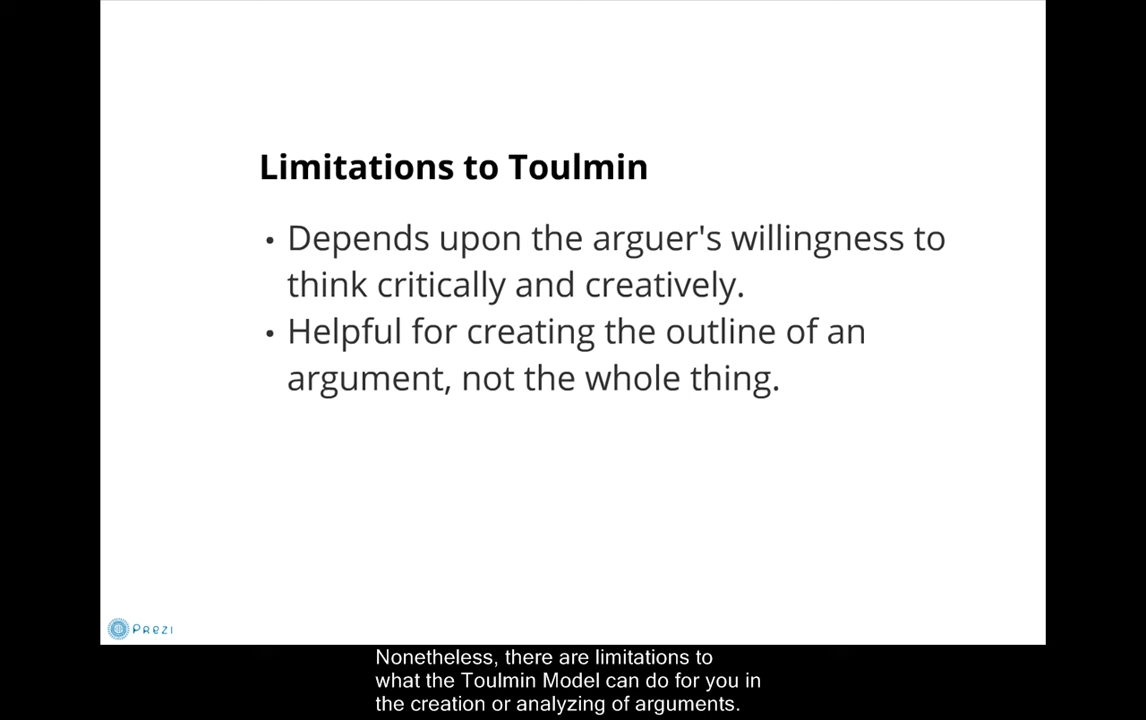 Limitations to Toulmin
• Depends upon the arguer's willingness to
think critically and creatively.
• Helpful for creating the outline of an
argument, not the whole thing.
Prezi
Nonetheless, there are limitations to
what the Toulmin Model can do for you in
the creation or analyzing of arguments.